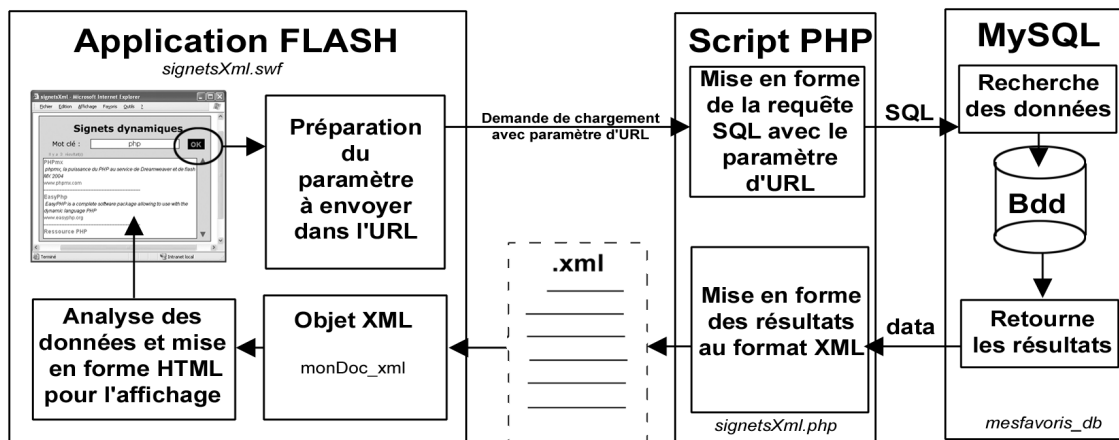 Application FLASH
signetsXml.swf
signetsXml - Microsoft Internet Explorer
Fichier Edition Affichage Favoris Outils ?
Signets dynamiques
Mot clé : php OK
PHPmx
phpmx, la puissance du PHP au service de Dreamweaver et de flash
MX 2004
www.phpmx.com
EasyPhp
EasyPHP is a complete software package allowing to use with the
dynamic language PHP
www.easyphp.org
Ressource PHP
Terminé Intranet local
Préparation
du
paramètre
à envoyer
dans l'URL
Demande de chargement
avec paramètre d'URL
Script PHP
Mise en forme
de la requête
SQL avec le
paramètre
d'URL
SQL
MySQL
Recherche
des données
Bdd
Retourne
les résultats
mesfavoris_db
data
Mise en forme
des résultats
au format XML
signetsXml.php
.xml
Objet XML
monDoc_xml
Analyse des
données et mise
en forme HTML
pour l'affichage